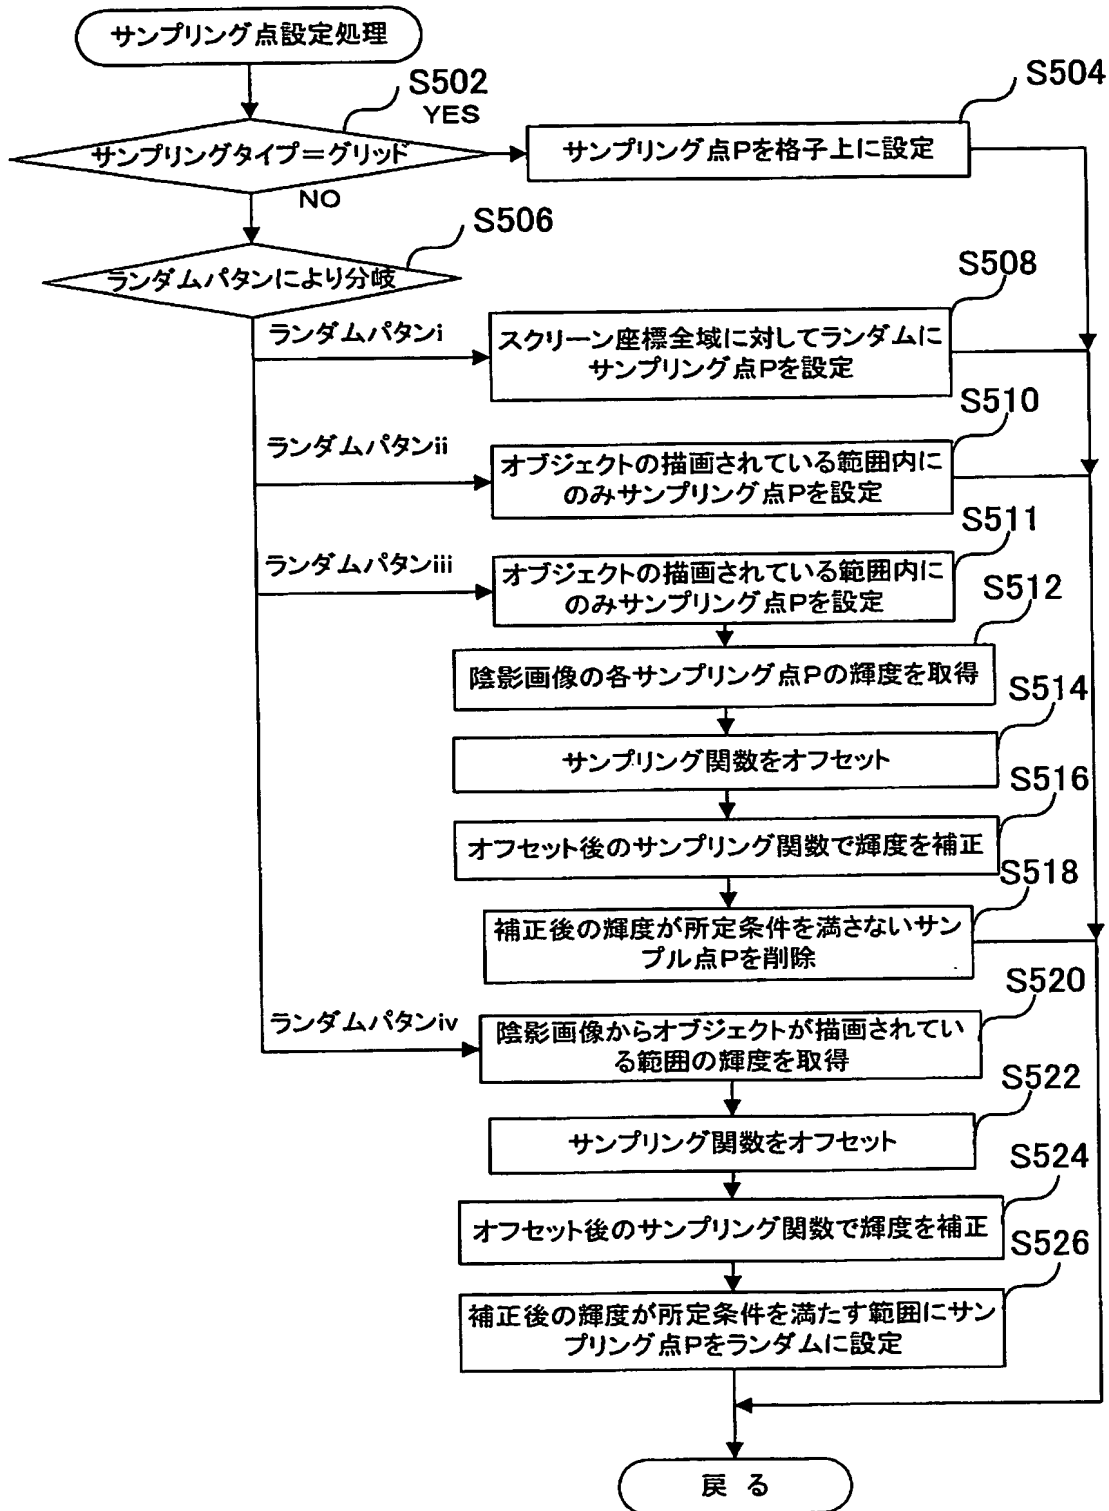 サンプリング点設定処理
S502
YES
サンプリングタイプ=グリッド
S504
サンプリング点Pを格子上に設定
NO
S506
ランダムパタンにより分岐
ランダムパタンi
S508
スクリーン座標全域に対してランダムに
サンプリング点Pを設定
ランダムパタンii
S510
オブジェクトの描画されている範囲内に
のみサンプリング点Pを設定
ランダムパタンiii
S511
オブジェクトの描画されている範囲内に
のみサンプリング点Pを設定
S512
陰影画像の各サンプリング点Pの輝度を取得
S514
サンプリング関数をオフセット
S516
オフセット後のサンプリング関数で輝度を補正
S518
補正後の輝度が所定条件を満さないサン
プル点Pを削除
ランダムパタンiv
S520
陰影画像からオブジェクトが描画されてい
る範囲の輝度を取得
S522
サンプリング関数をオフセット
S524
オフセット後のサンプリング関数で輝度を補正
S526
補正後の輝度が所定条件を満たす範囲にサン
プリング点Pをランダムに設定
戻 る